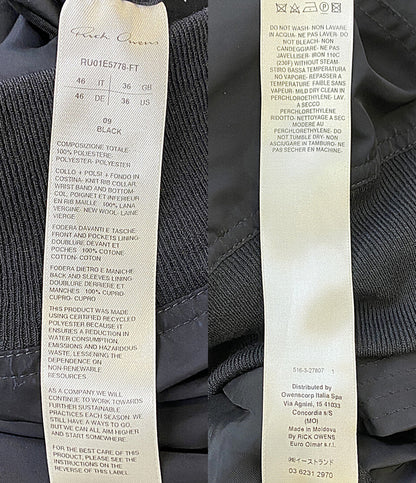 Rick Owens
RU01E5778-FT
46 IT 36 GB
46 DE 36 US
09
BLACK
COMPOSIZIONE TOTALE:
100% POLIESTERE-
POLYESTER- POLYESTER
COLLO + POLSI + FONDO IN
COSTINA- KNIT RIB COLLAR,
WRIST BAND AND BOTTOM-
COL, POIGNET ET INFERIEUR
EN RIB MAILLE 100% LANA
VERGINE- NEW WOOL- LAINE
VIERGE
FODERA DAVANTI E TASCHE-
FRONT AND POCKETS LINING-
DOUBLURE DEVANT ET
POCHES 100% COTONE-
COTTON- COTON
FODERA DIETRO E MANICHE-
BACK AND SLEEVES LINING-
DOUBLURE DERRIERE ET
MANCHES 100% CUPRO-
CUPRO- CUPRO
THIS PRODUCT WAS MADE
USING CERTIFIED RECYCLED
POLYESTER BECAUSE IT
ENSURES A REDUCTION IN
WATER CONSUMPTION,
EMISSIONS AND HAZARDOUS
WASTE, LESSENING THE
DEPENDENCE ON
NON-RENEWABLE
RESOURCES
AS A COMPANY WE WILL
CONTINUE TO WORK TOWARDS
FURTHER SUSTAINABLE
PRACTICES EACH SEASON. WE
STILL HAVE A WAYS TO GO,
BUT WE CAN ALL AIM HIGHER
AND START SOMEWHERE
FOR THE BEST CARE OF THIS
PRODUCT, PLEASE SEE THE
INSTRUCTIONS ON THE
REVERSE OF THIS LABEL
DO NOT WASH- NON LAVARE
IN ACQUA- NE PAS LAVER- DO
NOT BLEACH- NON
CANDEGGIARE- NE PAS
JAVELLISER- IRON 110C
(230F) WITHOUT STEAM-
STIRO BASSA TEMPERATURA
NO VAPORE- REPASSER A
TEMPERATURE FAIBLE SANS
VAPEUR- MILD DRY CLEAN IN
PERCHLOROETHYLENE- LAV.
A SECCO
PERCHLOROETHYLENE
RIDOTTO- NETTOYAGE A SEC
MODERE PERCHLOROETHY- DO
NOT TUMBLE DRY- NON
ASCIUGARE IN TAMBURO- NE
PAS SECHER EN MACHINE-
516-3-27807 1
Distributed by
Owenscorp Italia Spa
Via Agnini, 15 41033
Concordia s/S
(MO)
Made in Moldova
By RICK OWENS
Euro Oimar s.r.l.
㈱イーストランド
03 6231 2970